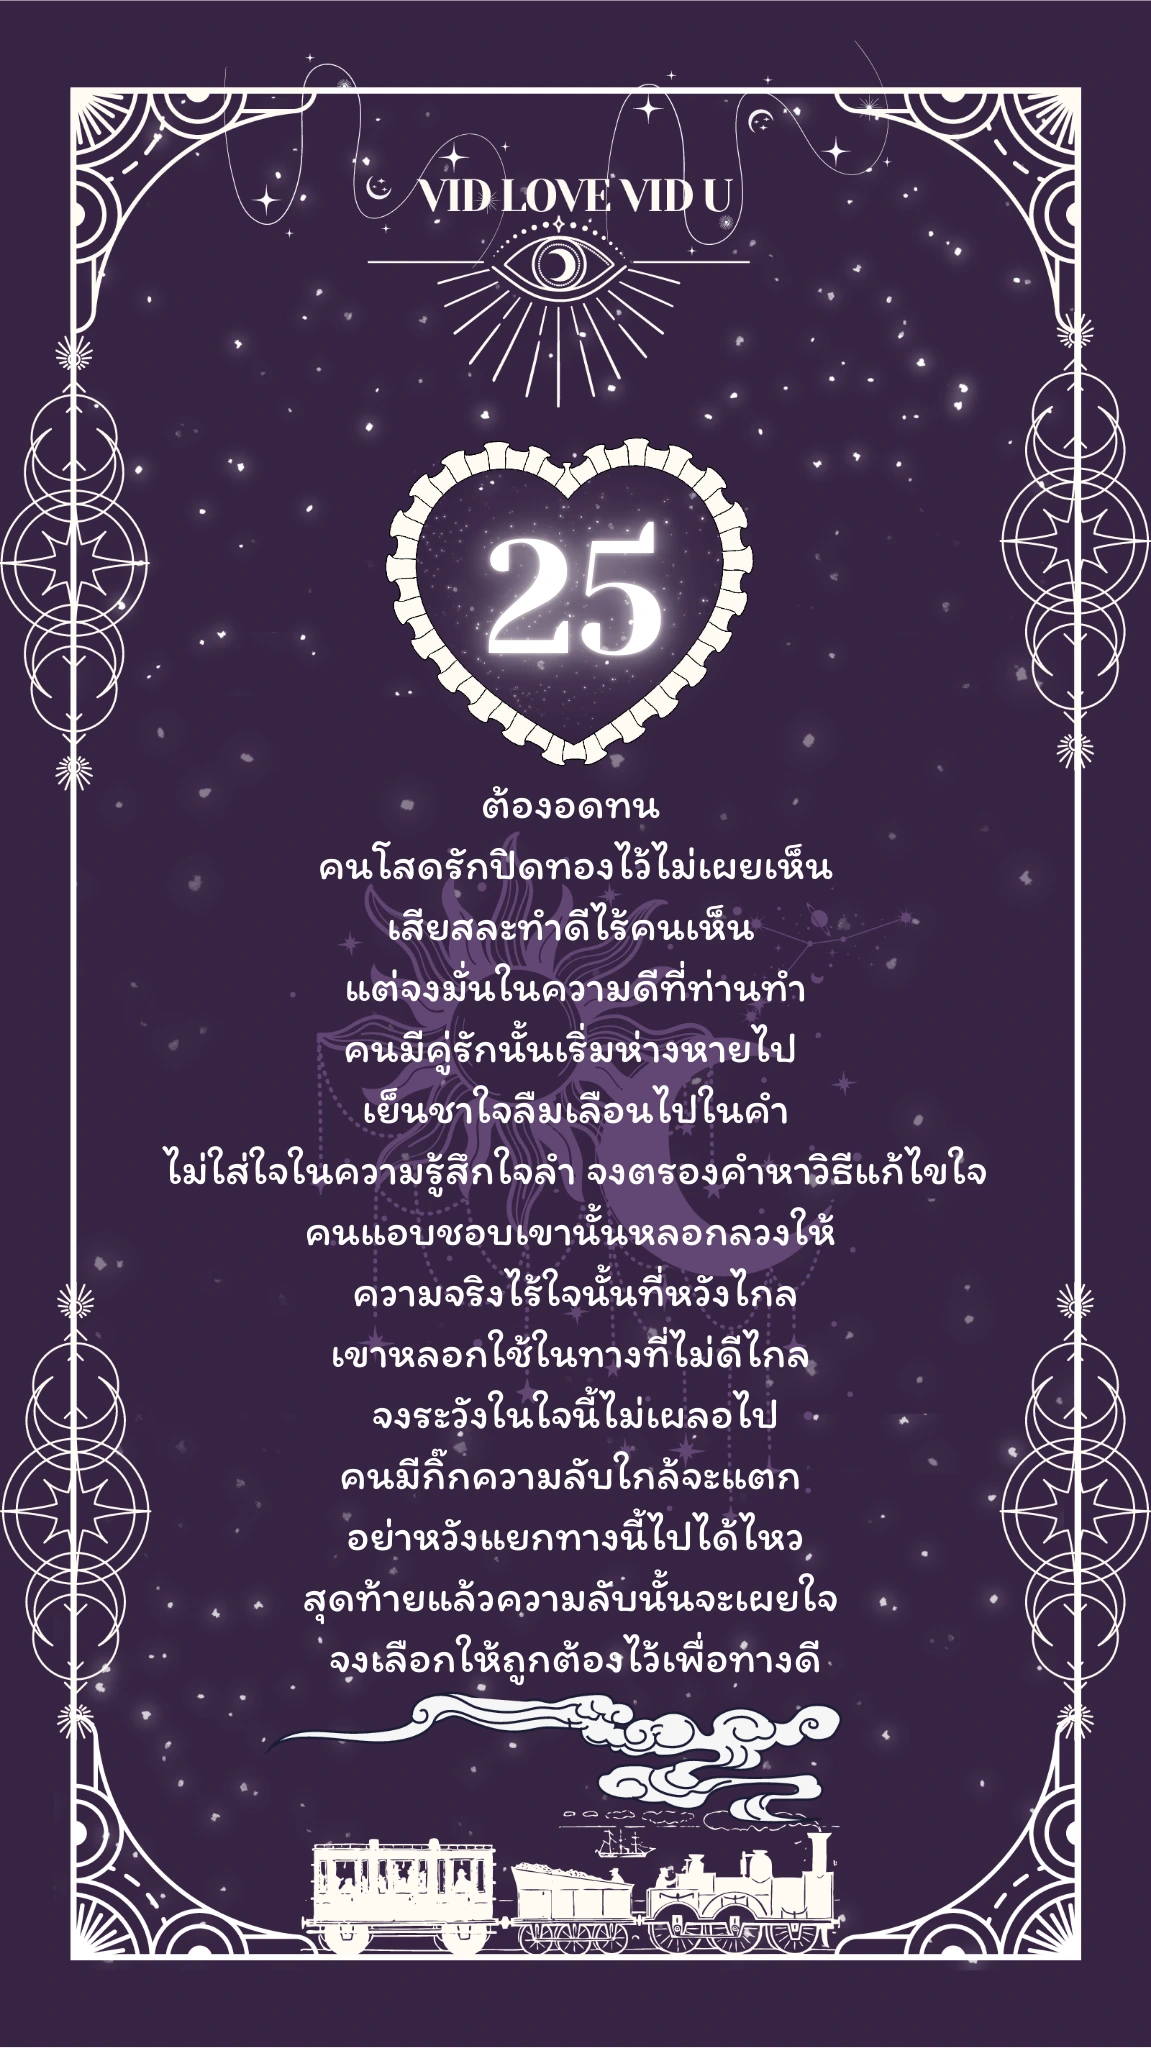 VID LOVE VID U
25
ต้องอดทน
คนโสดรักปิดทองไว้ไม่เผยเห็น
เสียสละทำดีไร้คนเห็น
แต่จงมั่นในความดีที่ท่านทำ
คนมีคู่รักนั้นเริ่มห่างหายไป
เย็นชาใจลืมเลือนไปในคำ
ไม่ใส่ใจในความรู้สึกใจลำ จงตรองคำหาวิธีแก้ไขใจ
คนแอบชอบเขานั้นหลอกลวงให้
ความจริงไร้ใจนั้นที่หวังไกล
เขาหลอกใช้ในทางที่ไม่ดีไกล
จงระวังในใจนี้ไม่เผลอไป
คนมีกิ๊กความลับใกล้จะแตก
อย่าหวังแยกทางนี้ไปได้ไหว
สุดท้ายแล้วความลับนั้นจะเผยใจ
จงเลือกให้ถูกต้องไว้เพื่อทางดี